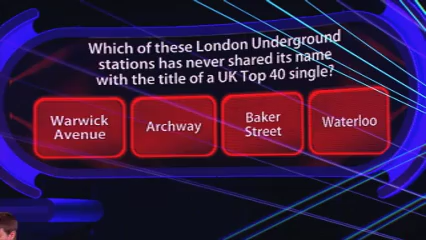 Which of these London Underground
stations has never shared its name
with the title of a UK Top 40 single?
Warwick
Avenue
Archway
Baker
Street
Waterloo